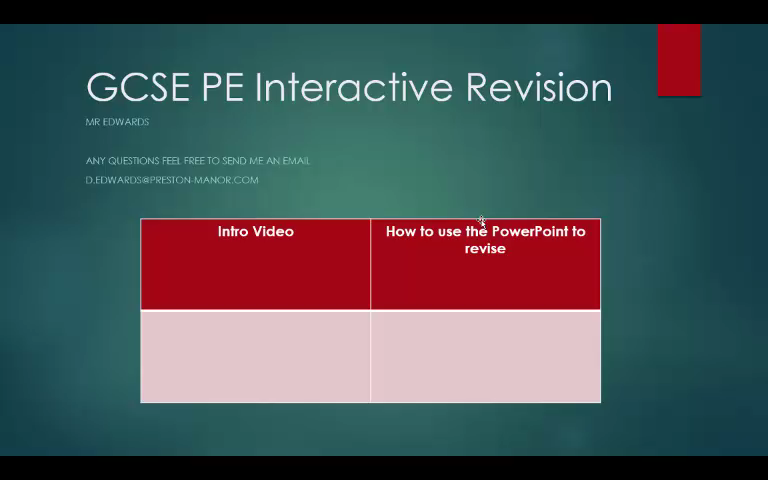 GCSE PE Interactive Revision
MR EDWARDS
ANY QUESTIONS FEEL FREE TO SEND ME AN EMAIL
D.EDWARDS@PRESTON-MANOR.COM
Intro Video
How to use the PowerPoint to
revise